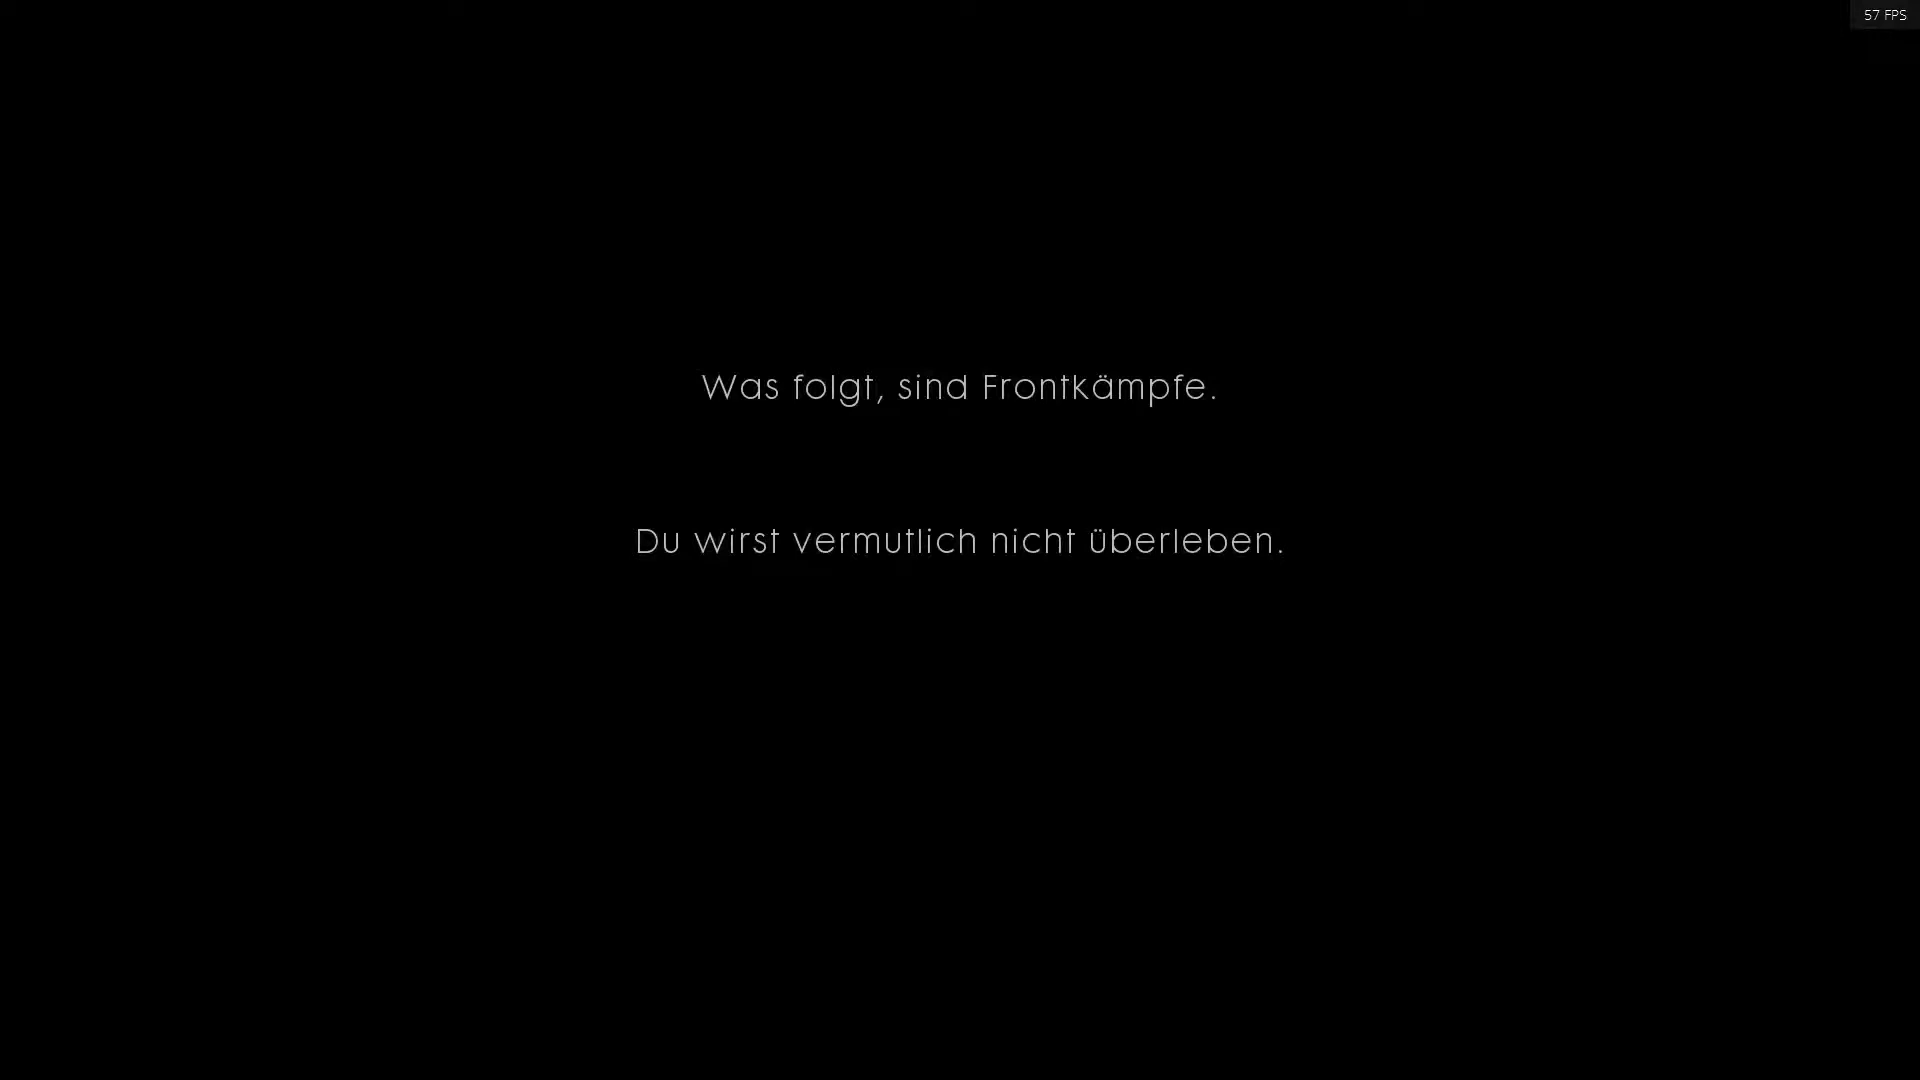 57 FPS
Was folgt, sind Frontkämpfe.
Du wirst vermutlich nicht überleben.